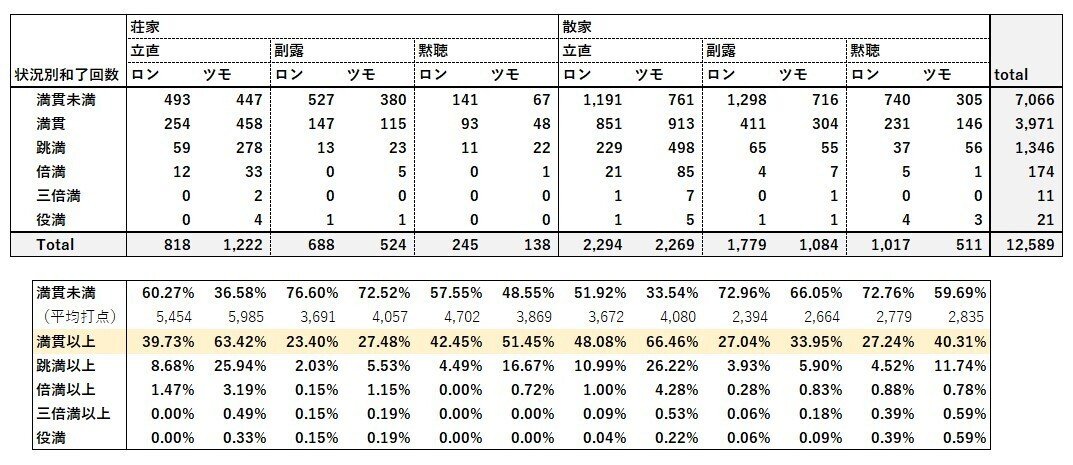 荘家 散家
立直 副露 黙聴 立直 副露 黙聴
状況別和了回数 ロン ツモ ロン ツモ ロン ツモ ロン ツモ ロン ツモ ロン ツモ total
満貫未満 493 447 527 380 141 67 1,191 761 1,298 716 740 305 7,066
満貫 254 458 147 115 93 48 851 913 411 304 231 146 3,971
跳満 59 278 13 23 11 22 229 498 65 55 37 56 1,346
倍満 12 33 0 5 0 1 21 85 4 7 5 1 174
三倍満 0 2 0 0 0 0 1 7 0 1 0 0 11
役満 0 4 1 1 0 0 1 5 1 1 4 3 21
Total 818 1,222 688 524 245 138 2,294 2,269 1,779 1,084 1,017 511 12,589
満貫未満 60.27% 36.58% 76.60% 72.52% 57.55% 48.55% 51.92% 33.54% 72.96% 66.05% 72.76% 59.69%
（平均打点） 5,454 5,985 3,691 4,057 4,702 3,869 3,672 4,080 2,394 2,664 2,779 2,835
満貫以上 39.73% 63.42% 23.40% 27.48% 42.45% 51.45% 48.08% 66.46% 27.04% 33.95% 27.24% 40.31%
跳満以上 8.68% 25.94% 2.03% 5.53% 4.49% 16.67% 10.99% 26.22% 3.93% 5.90% 4.52% 11.74%
倍満以上 1.47% 3.19% 0.15% 1.15% 0.00% 0.72% 1.00% 4.28% 0.28% 0.83% 0.88% 0.78%
三倍満以上 0.00% 0.49% 0.15% 0.19% 0.00% 0.00% 0.09% 0.53% 0.06% 0.18% 0.39% 0.59%
役満 0.00% 0.33% 0.15% 0.19% 0.00% 0.00% 0.04% 0.22% 0.06% 0.09% 0.39% 0.59%